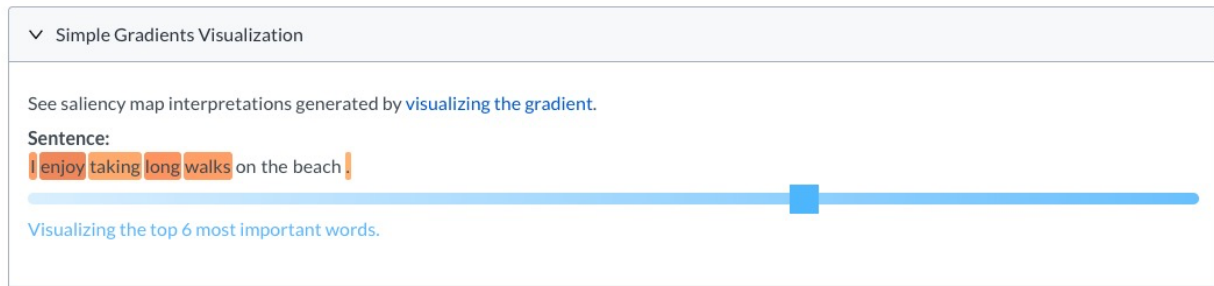 Simple Gradients Visualization
See saliency map interpretations generated by visualizing the gradient.
Sentence:
I enjoy taking long walks on the beach .
Visualizing the top 6 most important words.